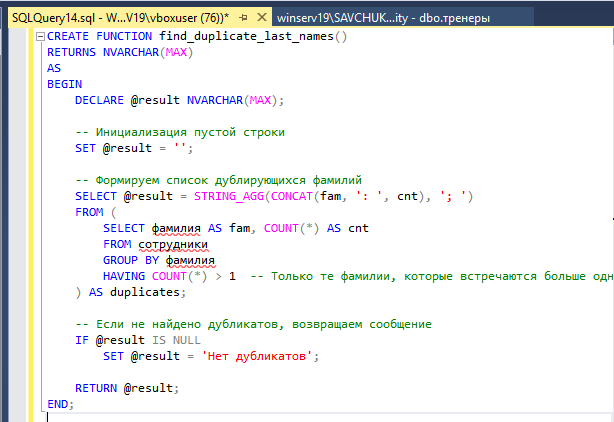 SQLQuery14.sql - W...V19\vboxuser (76))*
winserv19\SAVCHUK...ity - dbo.тренеры
CREATE FUNCTION find_duplicate_last_names()
RETURNS NVARCHAR(MAX)
AS
BEGIN
DECLARE @result NVARCHAR(MAX);
-- Инициализация пустой строки
SET @result = '';
-- Формируем список дублирующихся фамилий
SELECT @result = STRING_AGG(CONCAT(fam, ': ', cnt), '; ')
FROM (
SELECT фамилия AS fam, COUNT(*) AS cnt
FROM сотрудники
GROUP BY фамилия
HAVING COUNT(*) > 1 -- Только те фамилии, которые встречаются больше одн
) AS duplicates;
-- Если не найдено дубликатов, возвращаем сообщение
IF @result IS NULL
SET @result = 'Нет дубликатов';
RETURN @result;
END;